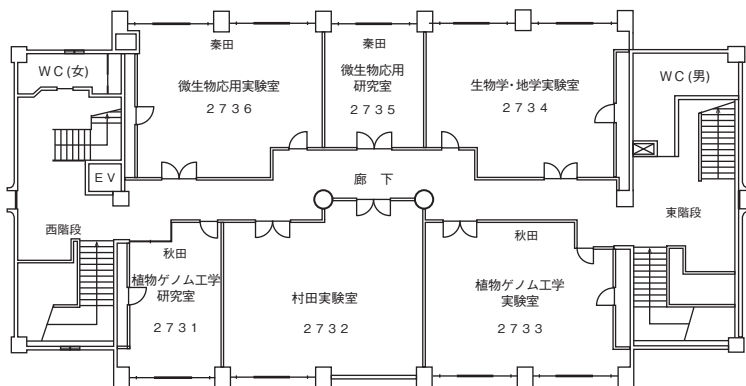 WC(女)
秦田
微生物応用実験室
2736
秦田
微生物応用
研究室
2735
生物学・地学実験室
2734
WC(男)
EV
廊 下
西階段
東階段
秋田
植物ゲノム工学
研究室
2731
村田実験室
2732
秋田
植物ゲノム工学
実験室
2733